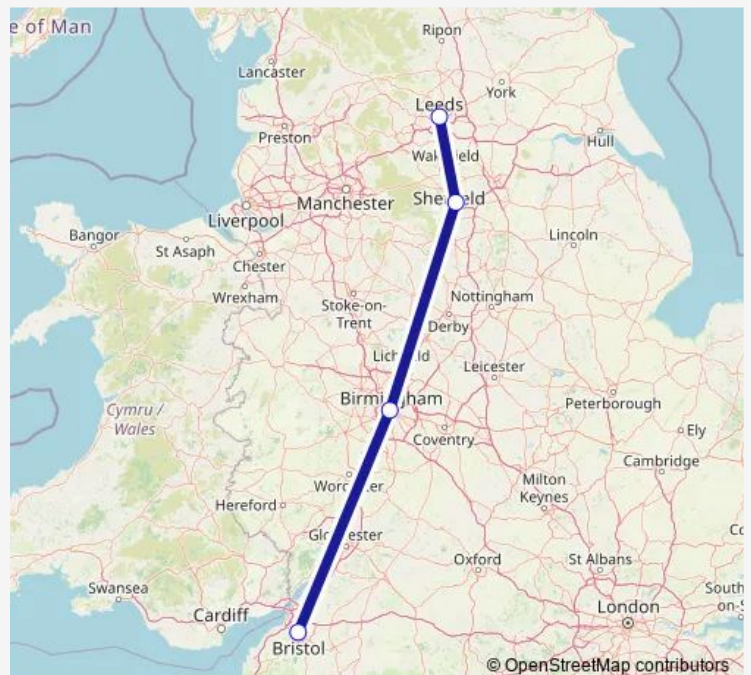 e of Man
Ripon
Lancaster
York
Leeds
Preston
Hull
Manchester
Liverpool
Bangor
Lincoln
St Asaph
Chester
Wrexham
Nottingham
Stoke-on-
Trent
Derby
Leicester
Peterborough
Cymru /
Wales
Ely
Coventry
Cambridge
Milton
Keynes
Hereford
Oxford
St Albans
Swansea
South
on-S
London
Cardiff
Bristol
© OpenStreetMap contributors